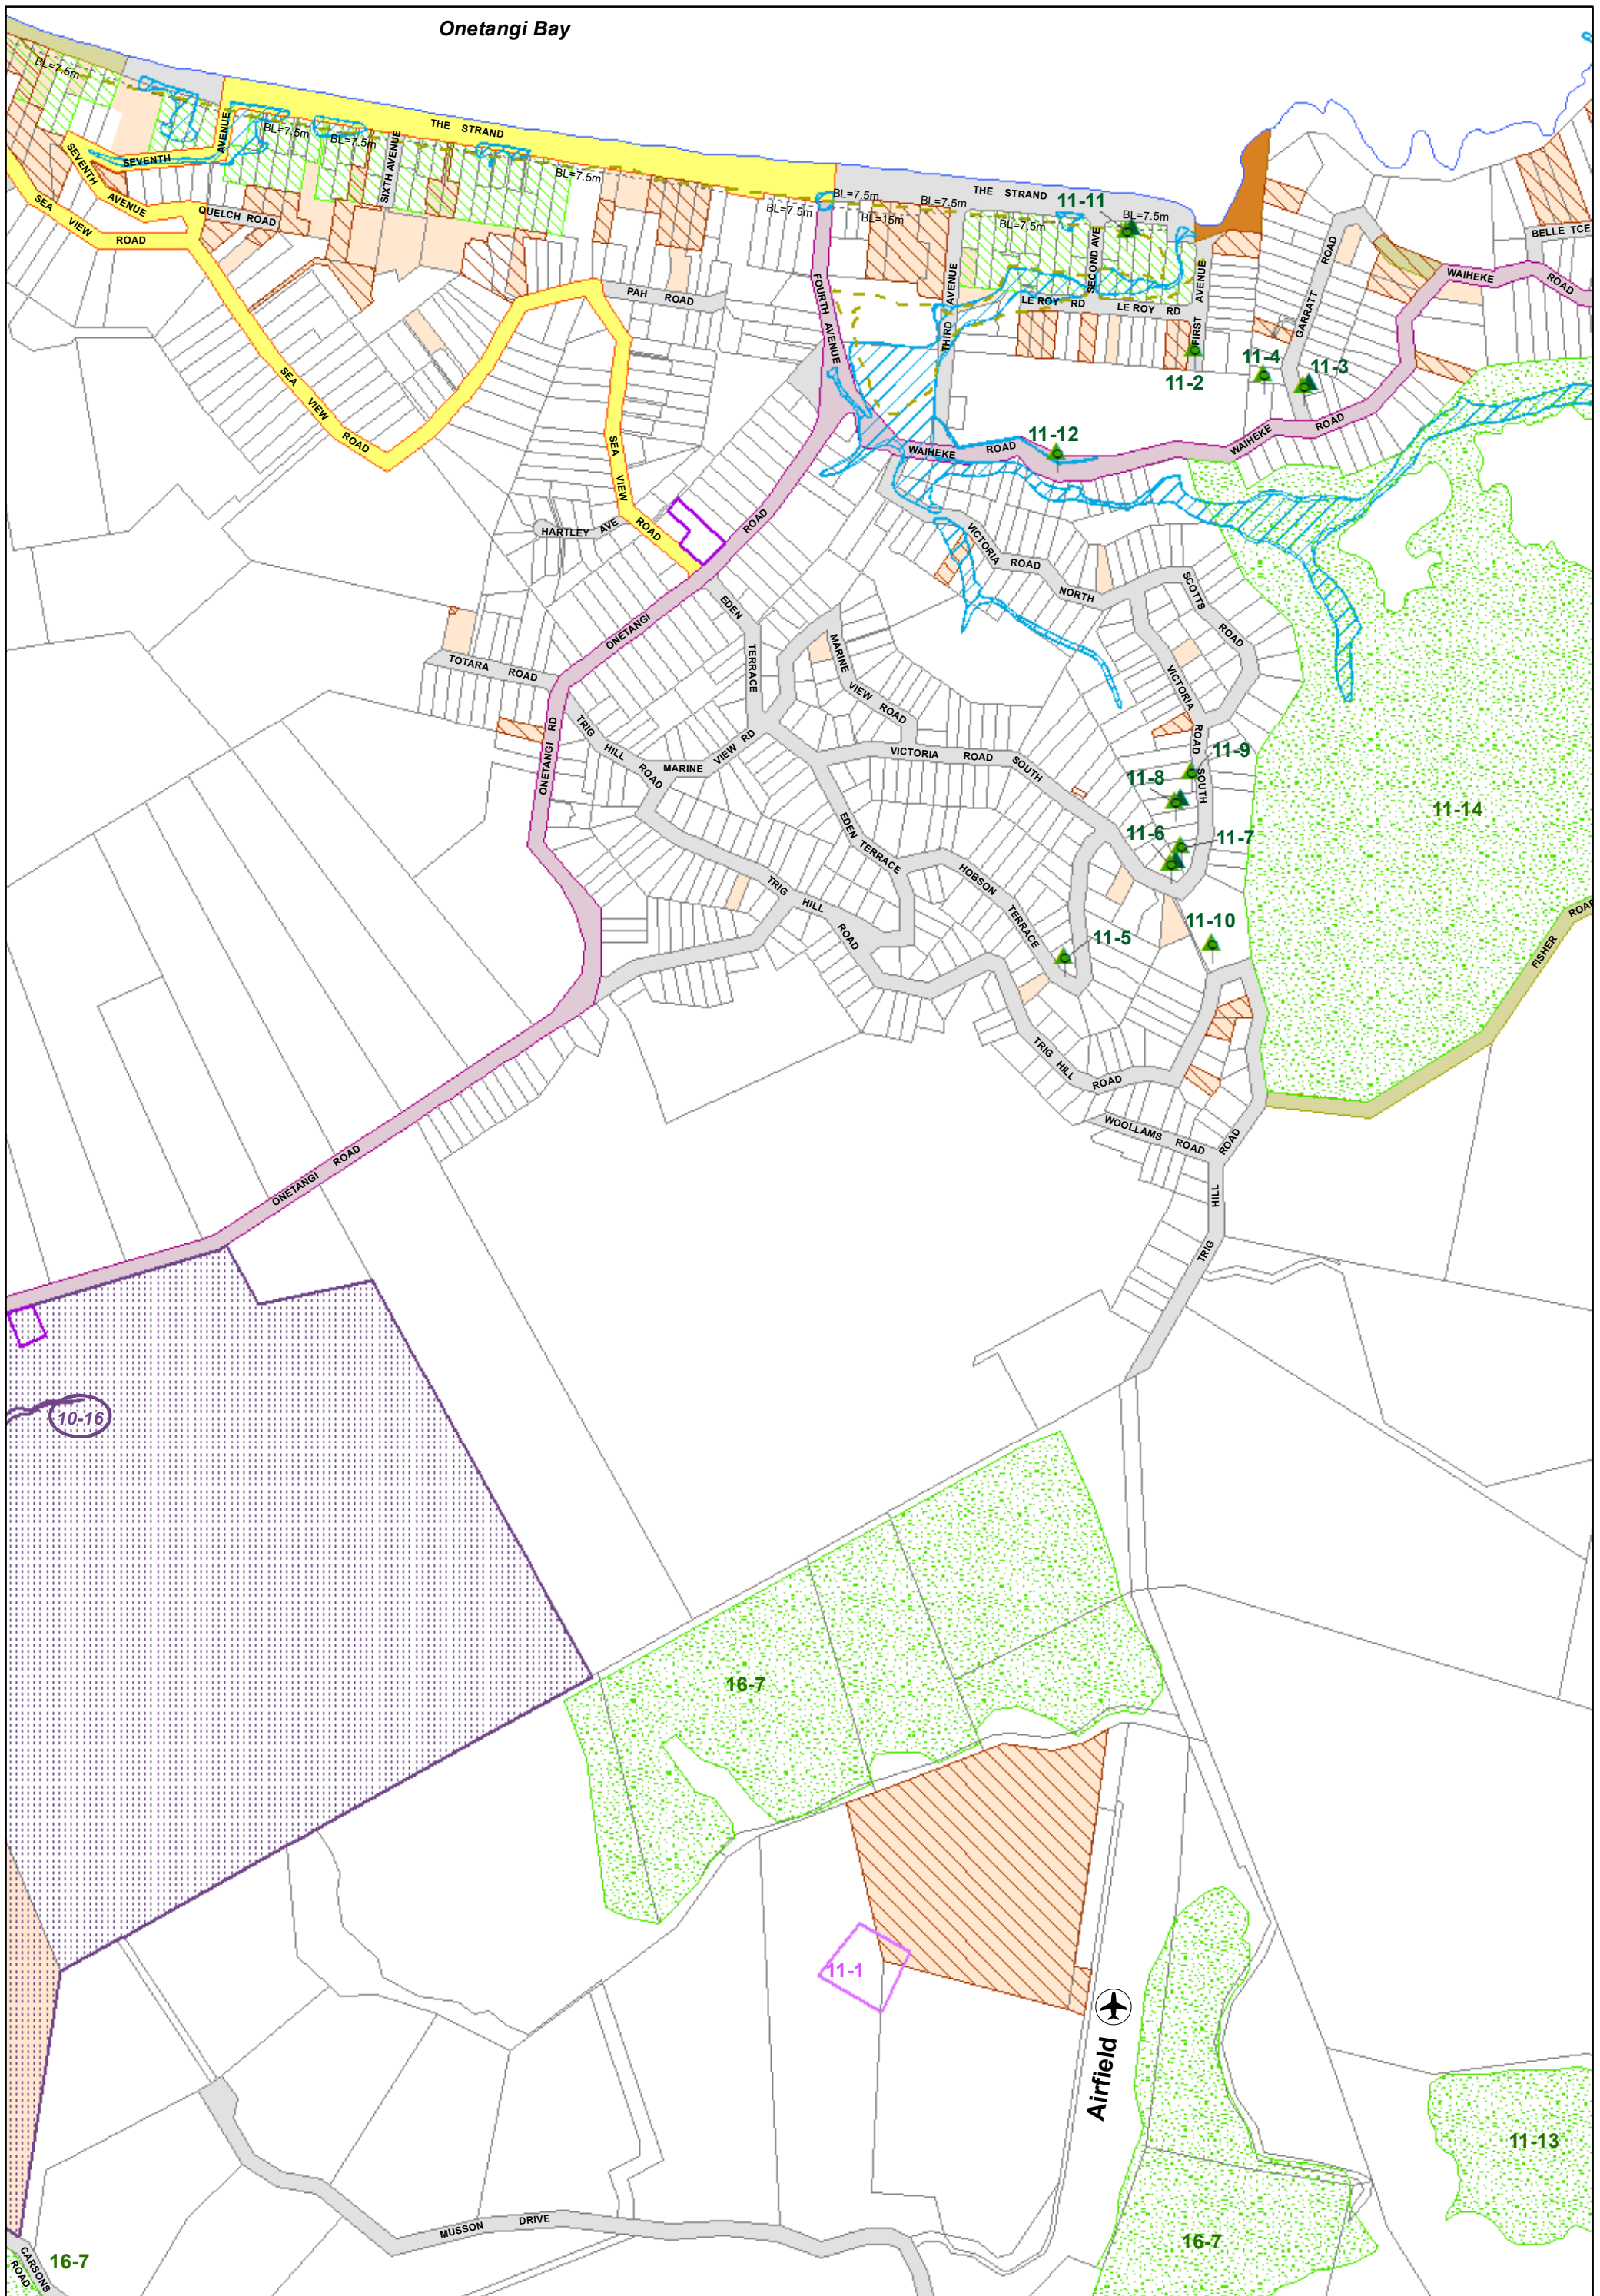 Onetangi Bay
BL=7.5m
THE STRAND
AVENUE
BL=7.5m
BL=7.5m
SIXTH AVENUE
SEVENTH
SEVENTH
AVENUE
BL=7.5m
BL=7.5m
BL=7.5m
BL=7.5m
BL=15m
THE STRAND
11-11
BL=7.5m
BL=7.5m
SEA
VIEW
ROAD
QUELCH ROAD
BELLE TCE
PAH ROAD
FOURTH AVENUE
THIRD AVENUE
SECOND AVE
LE ROY RD
LE ROY RD
FIRST AVENUE
GARRATT ROAD
WAIHEKE ROAD
11-4
11-3
11-2
SEA
VIEW
ROAD
SEA
VIEW
ROAD
11-12
WAIHEKE ROAD
WAIHEKE ROAD
HARTLEY AVE
ROAD
ONETANGI
VICTORIA
ROAD
NORTH
SCOTTS
ROAD
EDEN
TERRACE
MARINE
VIEW ROAD
TOTARA ROAD
ONETANGI RD
TRIG
HILL
ROAD
MARINE VIEW RD
VICTORIA ROAD SOUTH
VICTORIA
ROAD
SOUTH
11-9
11-8
11-6
11-7
11-14
EDEN
TERRACE
HOBSON
TERRACE
TRIG
HILL
ROAD
11-10
11-5
FISHER
ROAD
TRIG
HILL
ROAD
WOOLLAMS ROAD
ROAD
HILL
TRIG
ONETANGI ROAD
10-16
16-7
11-1
Airfield
11-13
MUSSON DRIVE
16-7
16-7
CARSONS
ROAD